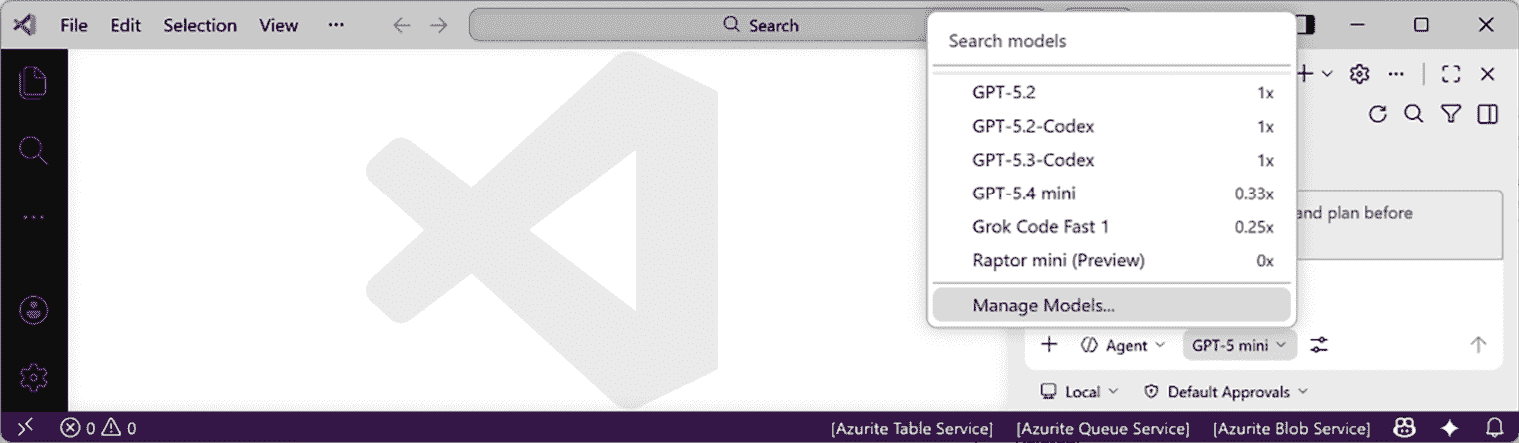 File Edit Selection View ... Search
Search models
GPT-5.2 1x
GPT-5.2-Codex 1x
GPT-5.3-Codex 1x
GPT-5.4 mini 0.33x
Grok Code Fast 1 0.25x
Raptor mini (Preview) 0x
and plan before
Manage Models...
Agent GPT-5 mini
Local Default Approvals
0 0 [Azurite Table Service] [Azurite Queue Service] [Azurite Blob Service]